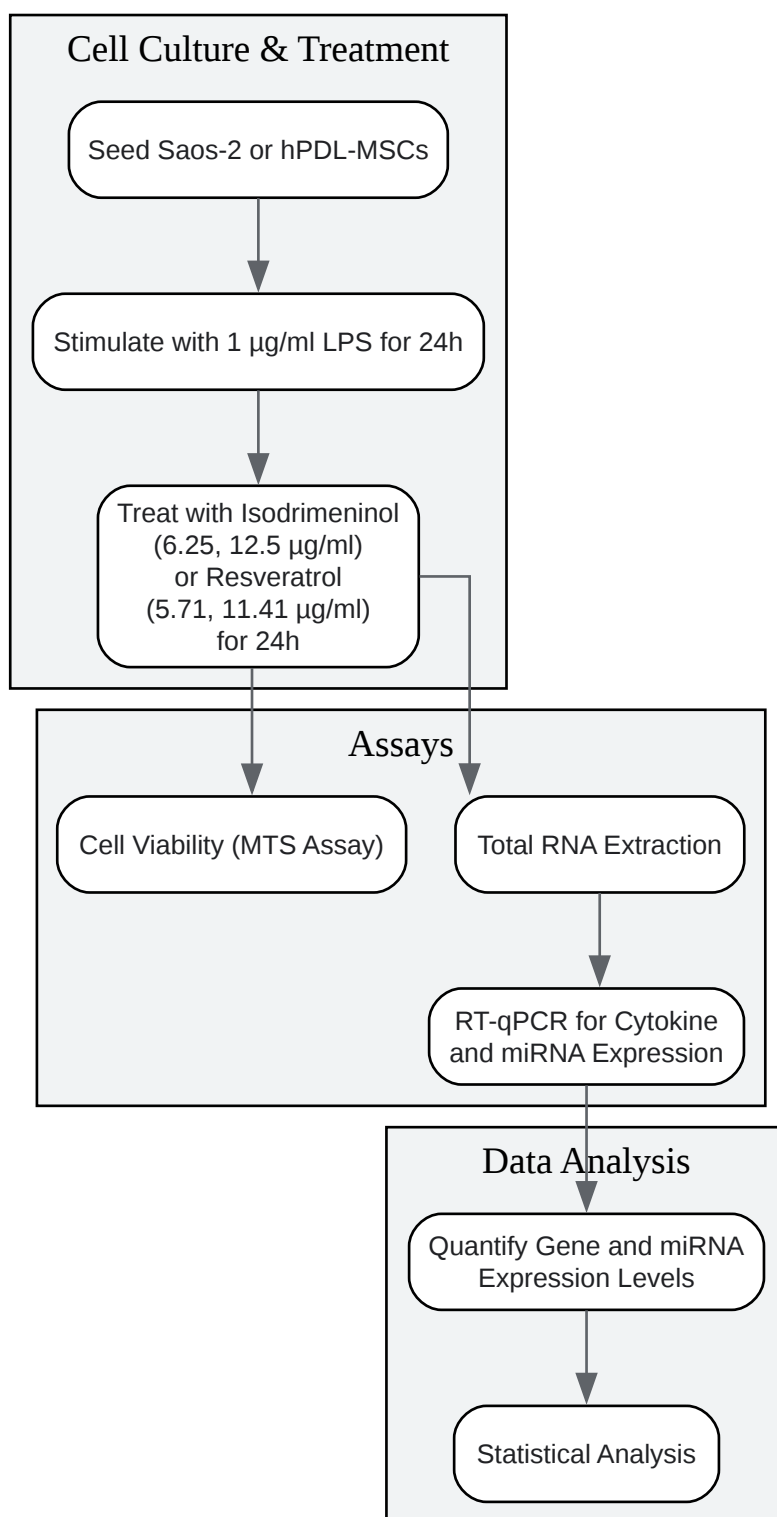 Cell Culture & Treatment
Seed Saos-2 or hPDL-MSCs
Stimulate with 1 µg/ml LPS for 24h
Treat with Isodrimeninol
(6.25, 12.5 µg/ml)
or Resveratrol
(5.71, 11.41 µg/ml)
for 24h
Assays
Cell Viability (MTS Assay)
Total RNA Extraction
RT-qPCR for Cytokine
and miRNA Expression
Data Analysis
Quantify Gene and miRNA
Expression Levels
Statistical Analysis